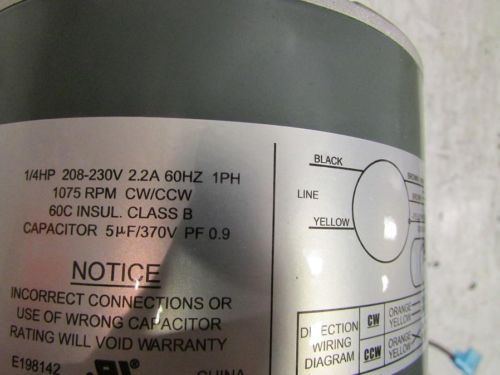 1/4HP 208-230V 2.2A 60HZ 1PH
1075 RPM CW/CCW
60C INSUL. CLASS B
CAPACITOR 5µF/370V PF 0.9
NOTICE
INCORRECT CONNECTIONS OR
USE OF WRONG CAPACITOR
RATING WILL VOID WARRANTY
E198142
CHINA
BLACK
LINE
YELLOW
DIRECTION
WIRING
DIAGRAM
CW
ORANGE
YELLOW
CCW
ORANGE
YELLOW